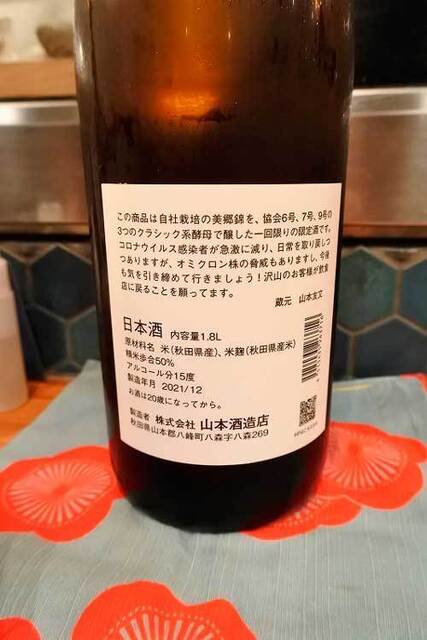 この商品は自社栽培の美郷錦を、協会6号、7号、9号の
3つのクラシック系酵母で醸した一回限りの限定酒です。
コロナウイルス感染者が急激に減り、日常を取り戻しつ
つありますが、オミクロン株の脅威もありますし、今後
も気を引き締めて行きましょう！沢山のお客様が飲食
店に戻ることを願ってます。
蔵元 山本友文
日本酒 内容量1.8L
原材料名 米（秋田県産）、米麹（秋田県産米）
精米歩合50%
アルコール分15度
製造年月 2021/12
お酒は20歳になってから。
製造者 株式会社 山本酒造店
秋田県山本郡八峰町八森字八森269